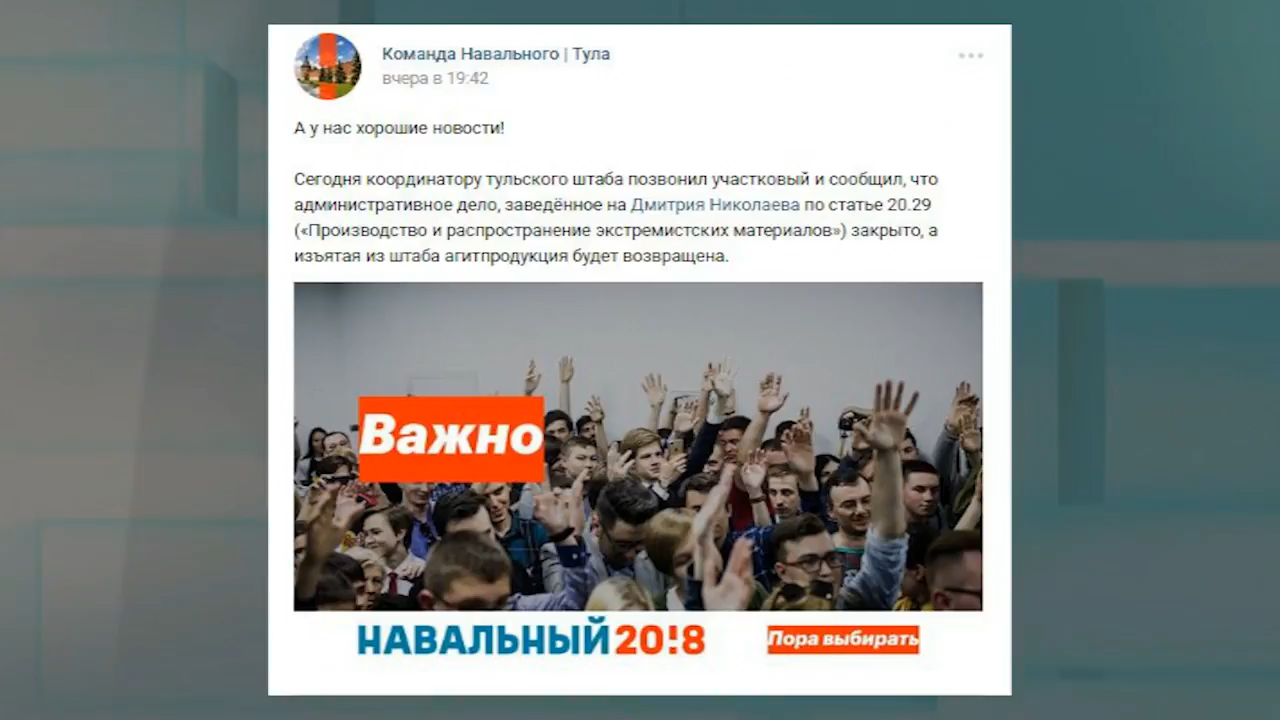 Команда Навального | Тула
вчера в 19:42
А у нас хорошие новости!
Сегодня координатору тульского штаба позвонил участковый и сообщил, что
административное дело, заведённое на Дмитрия Николаева по статье 20.29
(«Производство и распространение экстремистских материалов») закрыто, а
изъятая из штаба агитпродукция будет возвращена.
Важно
НАВАЛЬНЫЙ 20!8
Пора выбирать